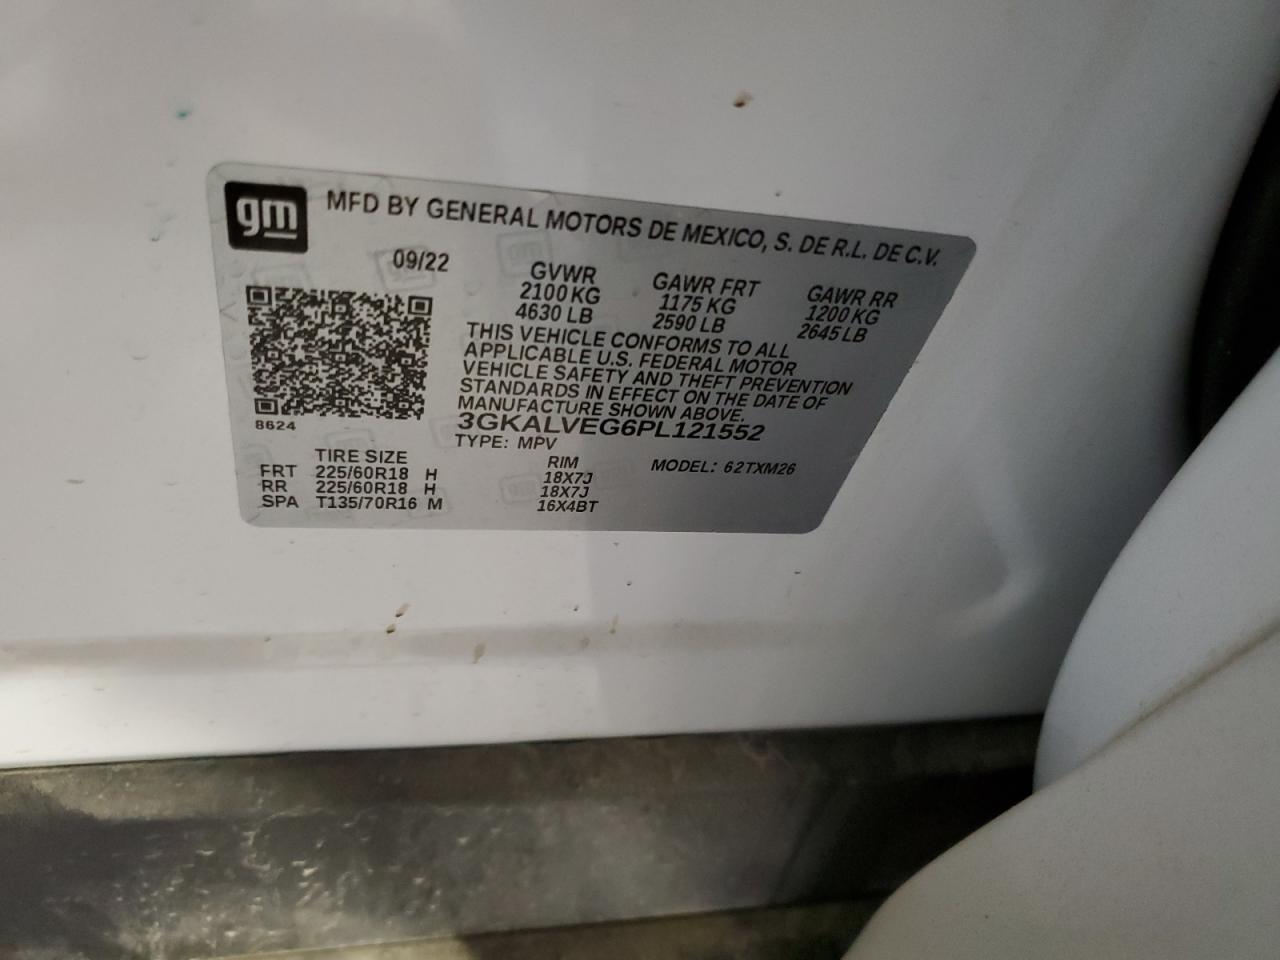 gm
MFD BY GENERAL MOTORS DE MEXICO, S. DE R.L. DE C.V.
09/22
GVWR GAWR FRT GAWR RR
2100 KG 1175 KG 1200 KG
4630 LB 2590 LB 2645 LB
THIS VEHICLE CONFORMS TO ALL
APPLICABLE U.S. FEDERAL MOTOR
VEHICLE SAFETY AND THEFT PREVENTION
STANDARDS IN EFFECT ON THE DATE OF
MANUFACTURE SHOWN ABOVE.
8624
3GKALVEG6PL121552
TYPE: MPV
TIRE SIZE RIM MODEL: 62TXM26
FRT 225/60R18 H 18X7J
RR 225/60R18 H 18X7J
SPA T135/70R16 M 16X4BT